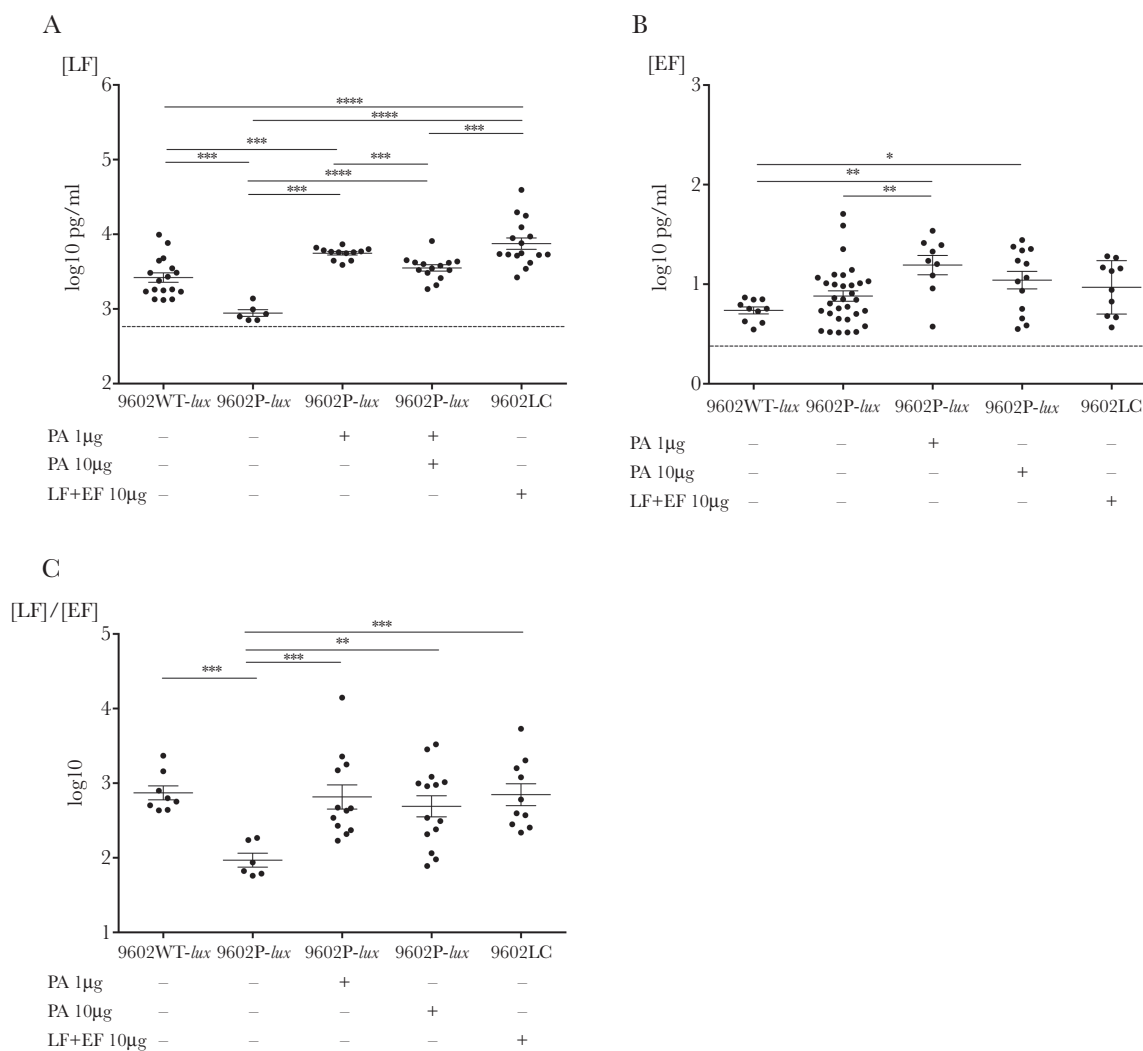 A
[LF]
log10 pg/ml
6
5
4
3
2
****
****
***
***
***
***
****
***
9602WT-lux 9602P-lux 9602P-lux 9602P-lux 9602LC
PA 1µg – – + + –
PA 10µg – – – + –
LF+EF 10µg – – – – +
B
[EF]
log10 pg/ml
3
2
1
0
*
**
**
9602WT-lux 9602P-lux 9602P-lux 9602P-lux 9602LC
PA 1µg – – + – –
PA 10µg – – – + –
LF+EF 10µg – – – – +
C
[LF]/[EF]
log10
5
4
3
2
1
***
**
***
***
9602WT-lux 9602P-lux 9602P-lux 9602P-lux 9602LC
PA 1µg – – + – –
PA 10µg – – – + –
LF+EF 10µg – – – – +